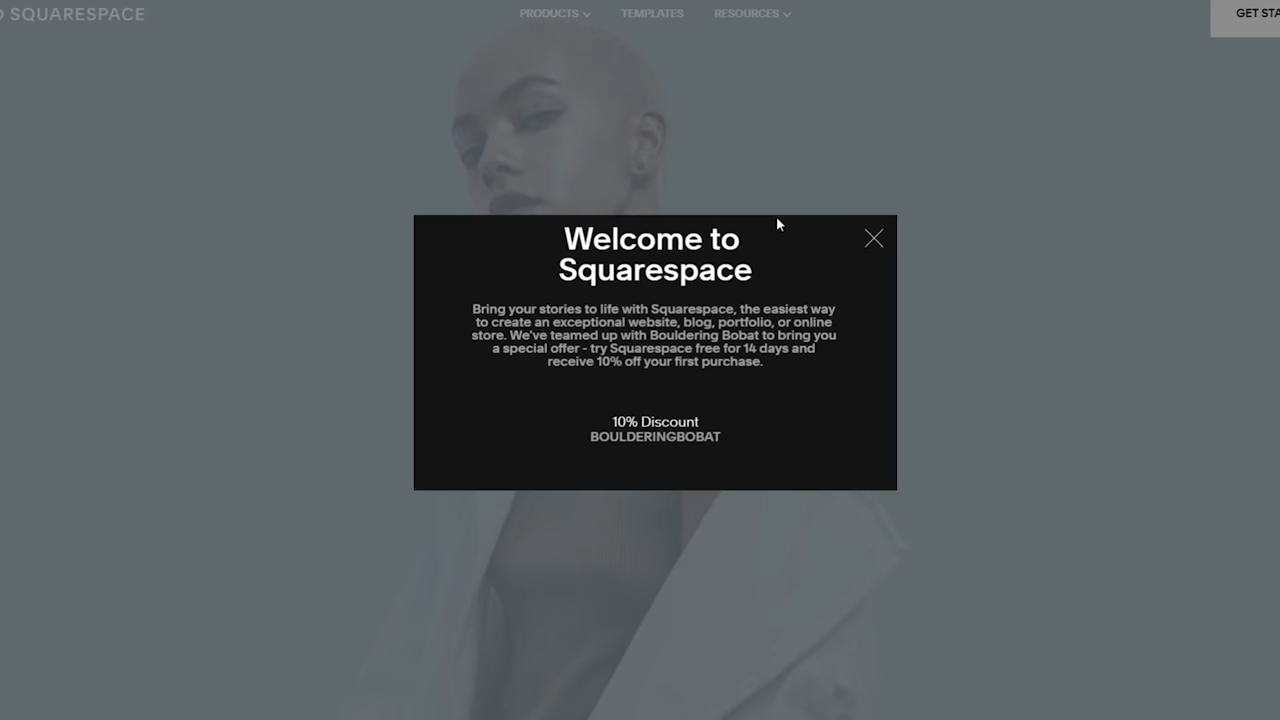 SQUARESPACE
PRODUCTS
TEMPLATES
RESOURCES
GET STA
Welcome to
Squarespace
Bring your stories to life with Squarespace, the easiest way
to create an exceptional website, blog, portfolio, or online
store. We've teamed up with Bouldering Bobat to bring you
a special offer - try Squarespace free for 14 days and
receive 10% off your first purchase.
10% Discount
BOULDERINGBOBAT